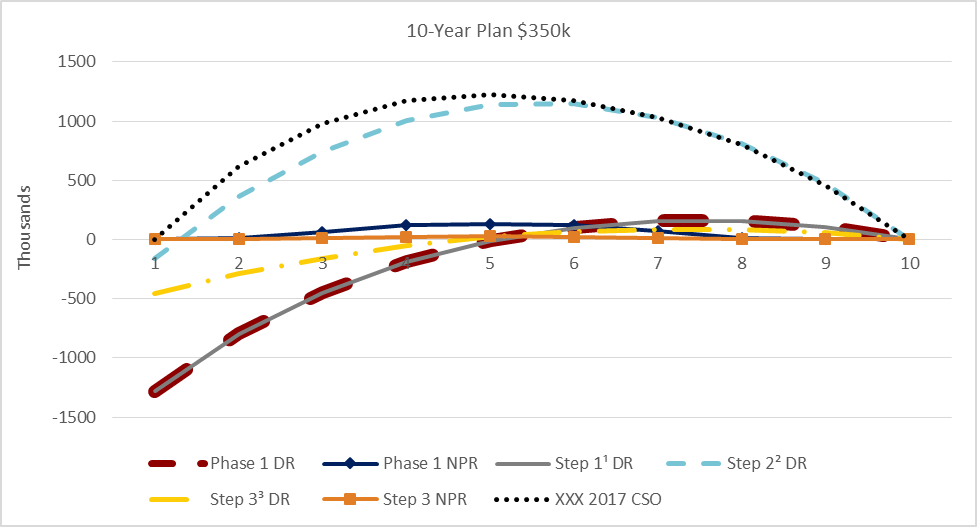 10-Year Plan $350k
1500
1000
500
0
-500
-1000
-1500
Thousands
1 2 3 4 5 6 7 8 9 10
Phase 1 DR Phase 1 NPR Step 1¹ DR Step 2² DR
Step 3³ DR Step 3 NPR XXX 2017 CSO